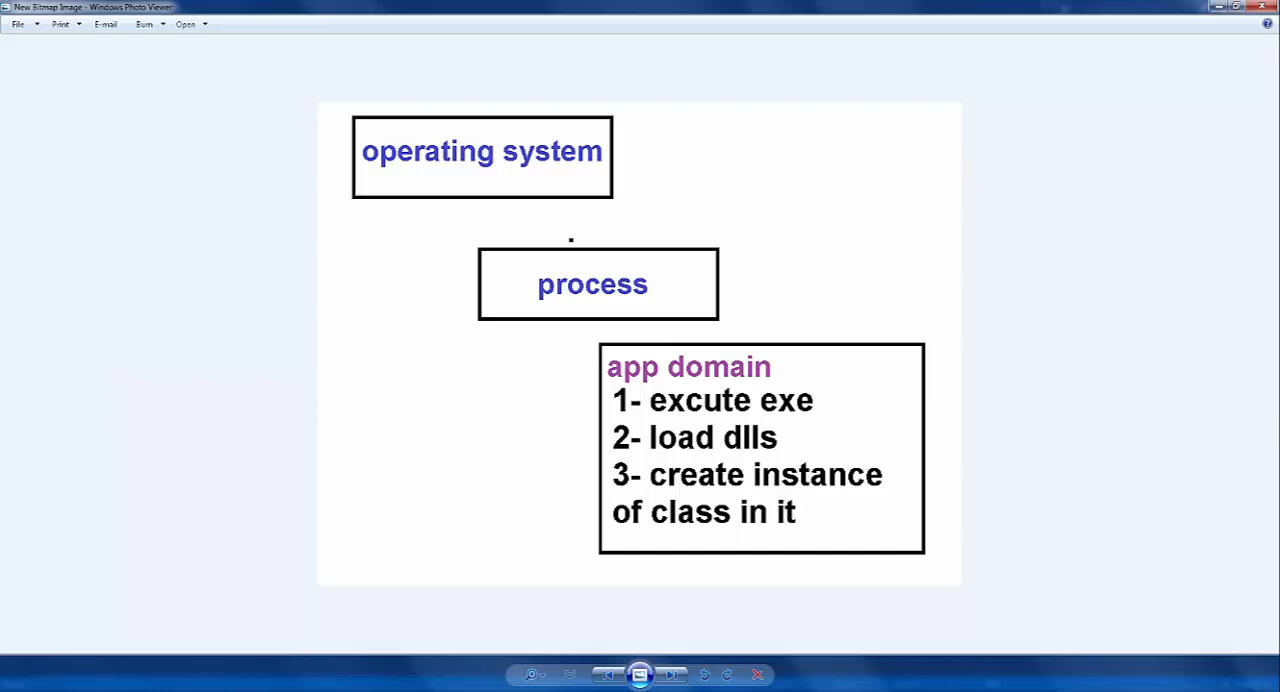 New Bitmap Image - Windows Photo Viewer
File Print E-mail Burn Open
operating system
process
app domain
1- excute exe
2- load dlls
3- create instance
of class in it